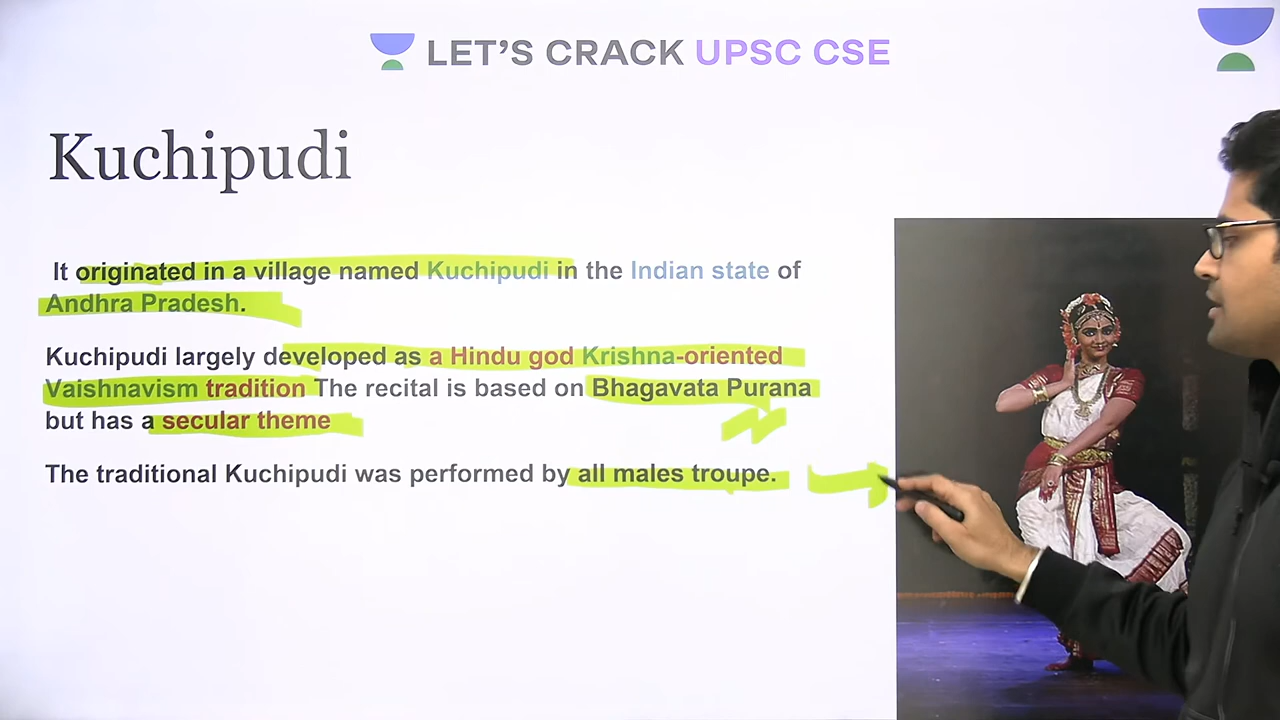 LET'S CRACK UPSC CSE
Kuchipudi
It originated in a village named Kuchipudi in the Indian state of
Andhra Pradesh.
Kuchipudi largely developed as a Hindu god Krishna-oriented
Vaishnavism tradition The recital is based on Bhagavata Purana
but has a secular theme
The traditional Kuchipudi was performed by all males troupe.